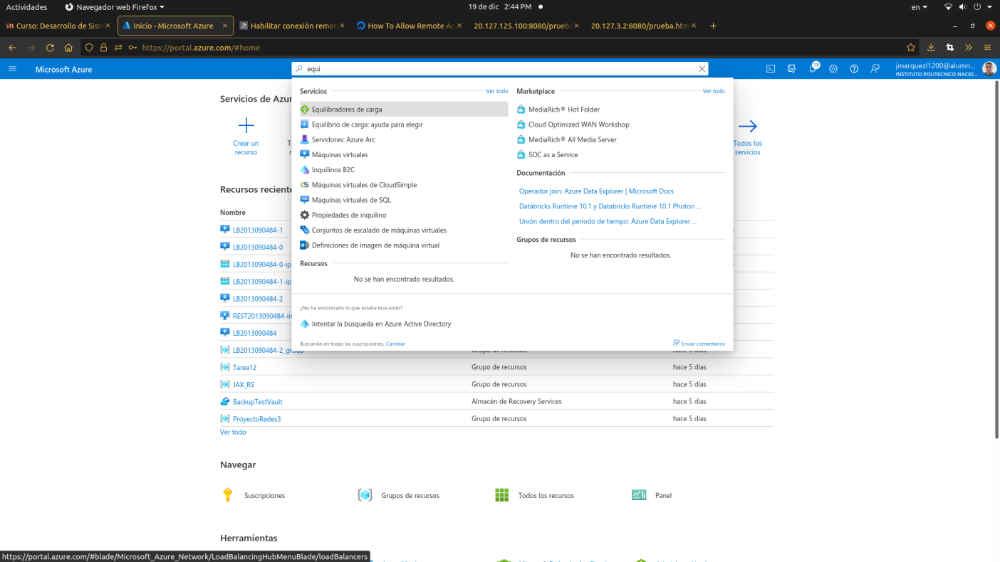 Actividades
Navegador web Firefox
19 de dic 2:44 PM
en
Curso: Desarrollo de Siste
Inicio - Microsoft Azure
Habilitar conexión remot
How To Allow Remote Ac
20.127.125.100:8080/prueba
20.127.3.2:8080/prueba.htm
https://portal.azure.com/#home
Microsoft Azure
equi
19
jmarquezl1200@alumn...
INSTITUTO POLITECNICO NACIO...
Servicios de Azur
Crear un
recurso
Todos los
servicios
Servicios
Ver todo
Equilibradores de carga
Equilibrio de carga: ayuda para elegir
Servidores: Azure Arc
Máquinas virtuales
Inquilinos B2C
Máquinas virtuales de CloudSimple
Máquinas virtuales de SQL
Propiedades de inquilino
Conjuntos de escalado de máquinas virtuales
Definiciones de imagen de máquina virtual
Recursos
No se han encontrado resultados.
Marketplace
Ver todo
MediaRich® Hot Folder
Cloud Optimized WAN Workshop
MediaRich® All Media Server
SOC as a Service
Documentación
Operador join: Azure Data Explorer | Microsoft Docs
Databricks Runtime 10.1 y Databricks Runtime 10.1 Photon ...
Unión dentro del período de tiempo: Azure Data Explorer ...
Grupos de recursos
No se han encontrado resultados.
¿No ha encontrado lo que estaba buscando?
Intentar la búsqueda en Azure Active Directory
Buscando en todas las suscripciones. Cambiar
Enviar comentarios
Recursos reciente
Nombre
LB2013090484-1
LB2013090484-0
LB2013090484-0-ip
LB2013090484-1-ip
LB2013090484-2
REST2013090484-im
LB2013090484
LB2013090484-2_group Grupo de recursos hace 5 días
Tarea12 Grupo de recursos hace 5 días
JAX_RS Grupo de recursos hace 5 días
BackupTestVault Almacén de Recovery Services hace 5 días
ProyectoRedes3 Grupo de recursos hace 5 días
Ver todo
Navegar
Suscripciones
Grupos de recursos
Todos los recursos
Panel
Herramientas
https://portal.azure.com/#blade/Microsoft_Azure_Network/LoadBalancingHubMenuBlade/loadBalancers